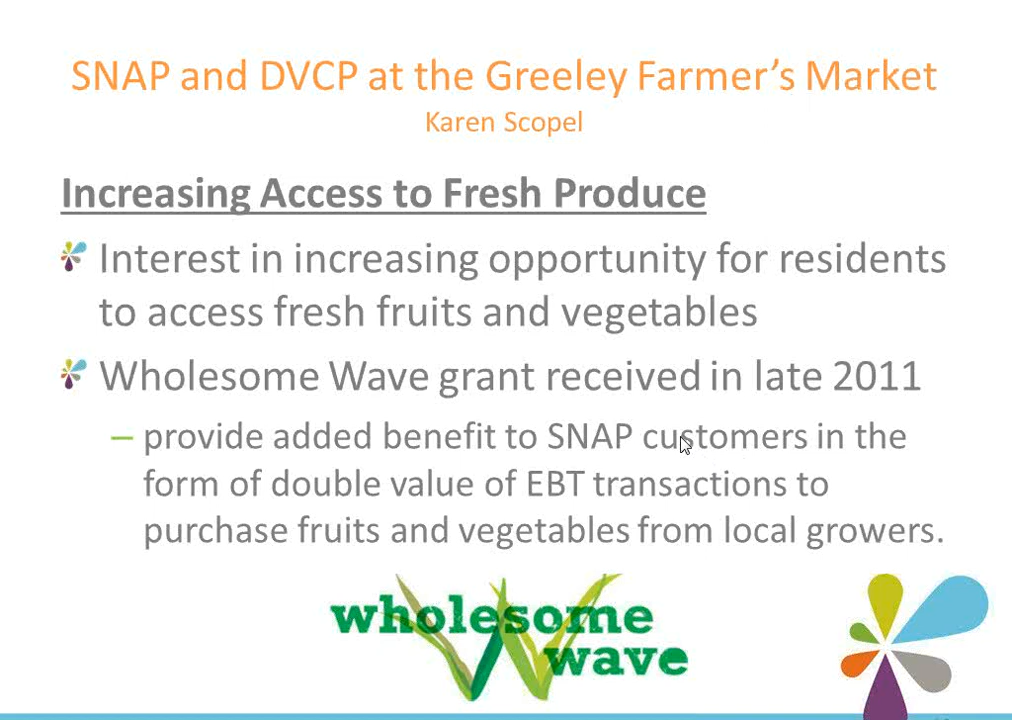 SNAP and DVCP at the Greeley Farmer's Market
Karen Scopel
Increasing Access to Fresh Produce
Interest in increasing opportunity for residents
to access fresh fruits and vegetables
Wholesome Wave grant received in late 2011
– provide added benefit to SNAP customers in the
form of double value of EBT transactions to
purchase fruits and vegetables from local growers.
wholesome
wave